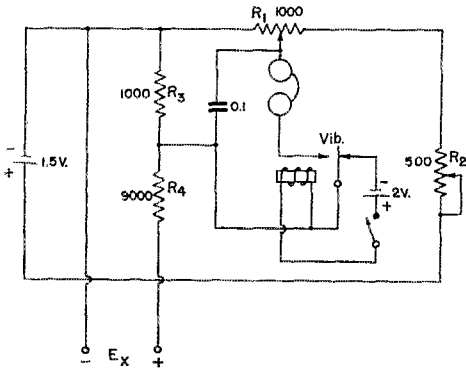 R1 1000
1000 R3
0.1
Vib.
- 1.5V. +
9000 R4
500 R2
- 2V. +
- EX +